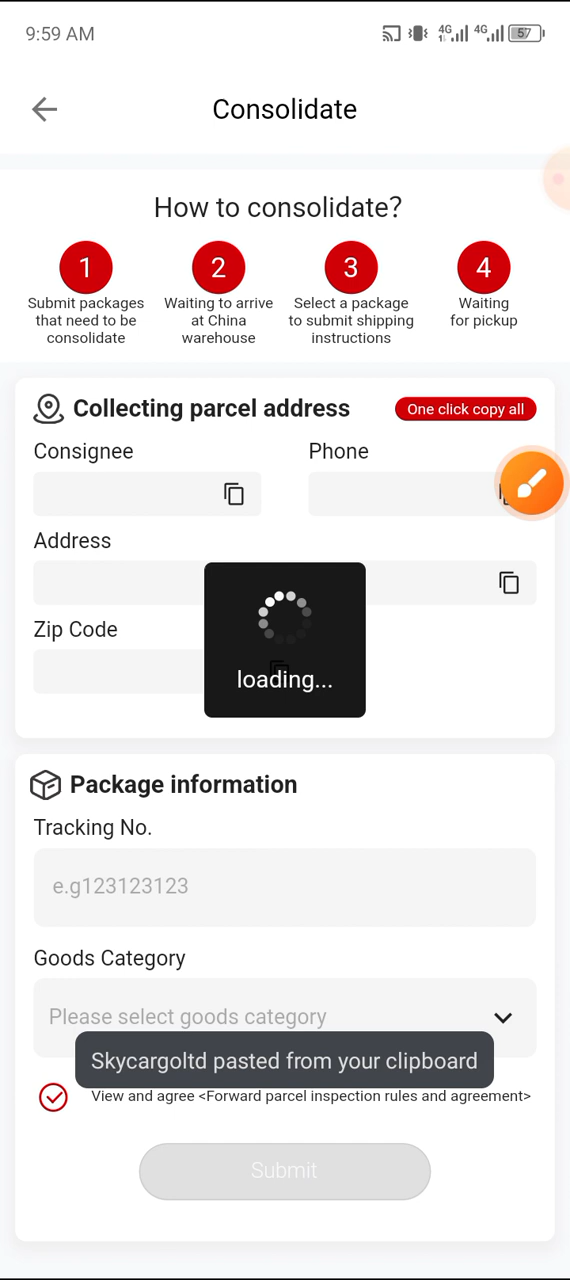 9:59 AM
4G 4G 57
Consolidate
How to consolidate?
1 2 3 4
Submit packages that need to be consolidate
Waiting to arrive at China warehouse
Select a package to submit shipping instructions
Waiting for pickup
Collecting parcel address
One click copy all
Consignee
Phone
Address
Zip Code
loading...
Package information
Tracking No.
e.g123123123
Goods Category
Please select goods category
Skycargoltd pasted from your clipboard
View and agree <Forward parcel inspection rules and agreement>
Submit